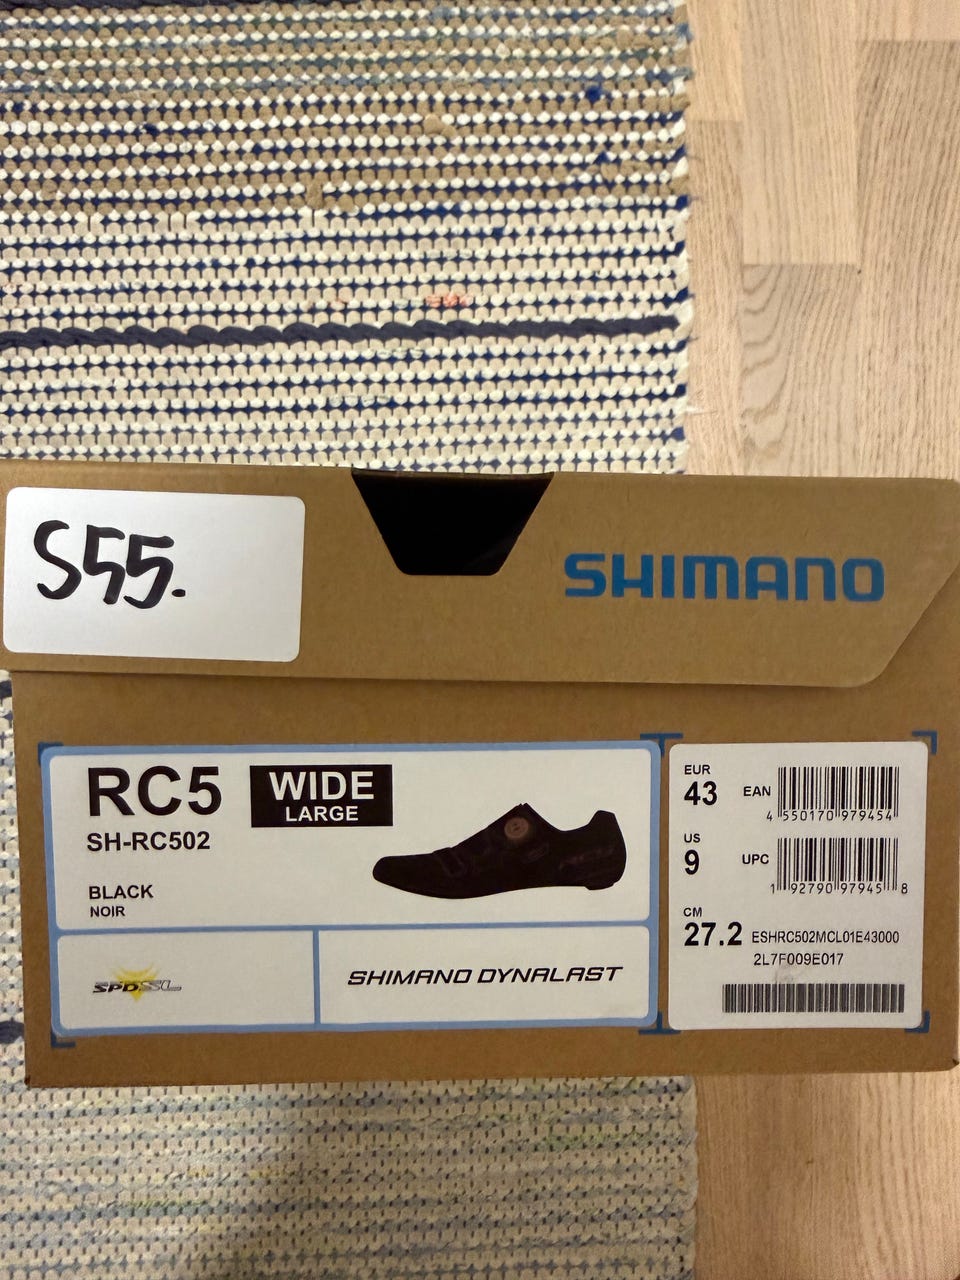 S55.
SHIMANO
RC5
WIDE
LARGE
SH-RC502
BLACK
NOIR
SPD-SL
SHIMANO DYNALAST
EUR
43
EAN
4 550170 979454
US
9
UPC
1 92790 97945 8
CM
27.2
ESHRC502MCL01E43000
2L7F009E017